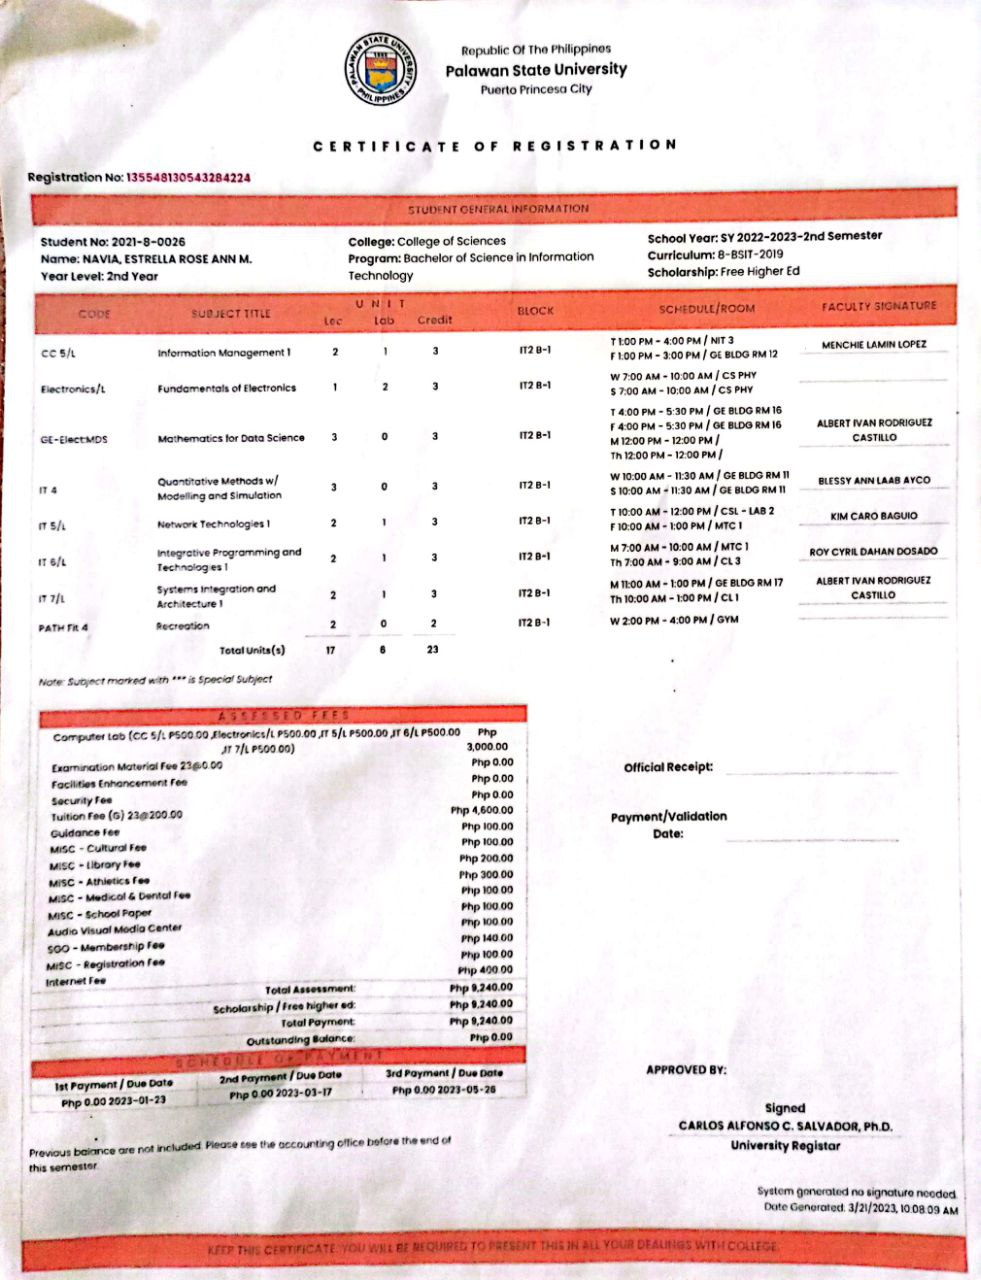 PALAWAN STATE UNIVERSITY
PHILIPPINES
Republic Of The Philippines
Palawan State University
Puerto Princesa City
CERTIFICATE OF REGISTRATION
Registration No: 135548130543284224
STUDENT GENERAL INFORMATION
Student No: 2021-8-0026
Name: NAVIA, ESTRELLA ROSE ANN M.
Year Level: 2nd Year
College: College of Sciences
Program: Bachelor of Science in Information
Technology
School Year: SY 2022-2023-2nd Semester
Curriculum: 8-BSIT-2019
Scholarship: Free Higher Ed
CODE SUBJECT TITLE UNIT BLOCK SCHEDULE/ROOM FACULTY SIGNATURE
Lec Lab Credit
CC 5/L Information Management 1 2 1 3 IT2 B-1 T 1:00 PM - 4:00 PM / NIT 3 MENCHIE LAMIN LOPEZ
F 1:00 PM - 3:00 PM / GE BLDG RM 12
Electronics/L Fundamentals of Electronics 1 2 3 IT2 B-1 W 7:00 AM - 10:00 AM / CS PHY
S 7:00 AM - 10:00 AM / CS PHY
GE-Elect:MDS Mathematics for Data Science 3 0 3 IT2 B-1 T 4:00 PM - 5:30 PM / GE BLDG RM 16 ALBERT IVAN RODRIGUEZ
F 4:00 PM - 5:30 PM / GE BLDG RM 16 CASTILLO
M 12:00 PM - 12:00 PM /
Th 12:00 PM - 12:00 PM /
IT 4 Quantitative Methods w/ 3 0 3 IT2 B-1 W 10:00 AM - 11:30 AM / GE BLDG RM 11 BLESSY ANN LAAB AYCO
Modelling and Simulation S 10:00 AM - 11:30 AM / GE BLDG RM 11
IT 5/L Network Technologies 1 2 1 3 IT2 B-1 T 10:00 AM - 12:00 PM / CSL - LAB 2 KIM CARO BAGUIO
F 10:00 AM - 1:00 PM / MTC 1
IT 6/L Integrative Programming and 2 1 3 IT2 B-1 M 7:00 AM - 10:00 AM / MTC 1 ROY CYRIL DAHAN DOSADO
Technologies 1 Th 7:00 AM - 9:00 AM / CL 3
IT 7/L Systems Integration and 2 1 3 IT2 B-1 M 11:00 AM - 1:00 PM / GE BLDG RM 17 ALBERT IVAN RODRIGUEZ
Architecture 1 Th 10:00 AM - 1:00 PM / CL 1 CASTILLO
PATH Fit 4 Recreation 2 0 2 IT2 B-1 W 2:00 PM - 4:00 PM / GYM
Total Units(s) 17 6 23
Note: Subject marked with *** is Special Subject
ASSESSED FEES
Computer Lab (CC 5/L P500.00 ,Electronics/L P500.00 ,IT 5/L P500.00 ,IT 6/L P500.00 Php
,IT 7/L P500.00) 3,000.00
Examination Material Fee 23@0.00 Php 0.00
Facilities Enhancement Fee Php 0.00
Security Fee Php 0.00
Tuition Fee (G) 23@200.00 Php 4,600.00
Guidance Fee Php 100.00
MISC - Cultural Fee Php 100.00
MISC - Library Fee Php 200.00
MISC - Athletics Fee Php 300.00
MISC - Medical & Dental Fee Php 100.00
MISC - School Paper Php 100.00
Audio Visual Media Center Php 100.00
SGO - Membership Fee Php 140.00
MISC - Registration Fee Php 100.00
Internet Fee Php 400.00
Total Assessment: Php 9,240.00
Scholarship / Free higher ed: Php 9,240.00
Total Payment: Php 9,240.00
Outstanding Balance: Php 0.00
SCHEDULE OF PAYMENT
1st Payment / Due Date 2nd Payment / Due Date 3rd Payment / Due Date
Php 0.00 2023-01-23 Php 0.00 2023-03-17 Php 0.00 2023-05-26
Official Receipt:
Payment/Validation
Date:
Previous balance are not included. Please see the accounting office before the end of
this semester.
APPROVED BY:
Signed
CARLOS ALFONSO C. SALVADOR, Ph.D.
University Registar
System generated no signature needed.
Date Generated: 3/21/2023, 10:08:09 AM
KEEP THIS CERTIFICATE. YOU WILL BE REQUIRED TO PRESENT THIS IN ALL YOUR DEALINGS WITH COLLEGE.